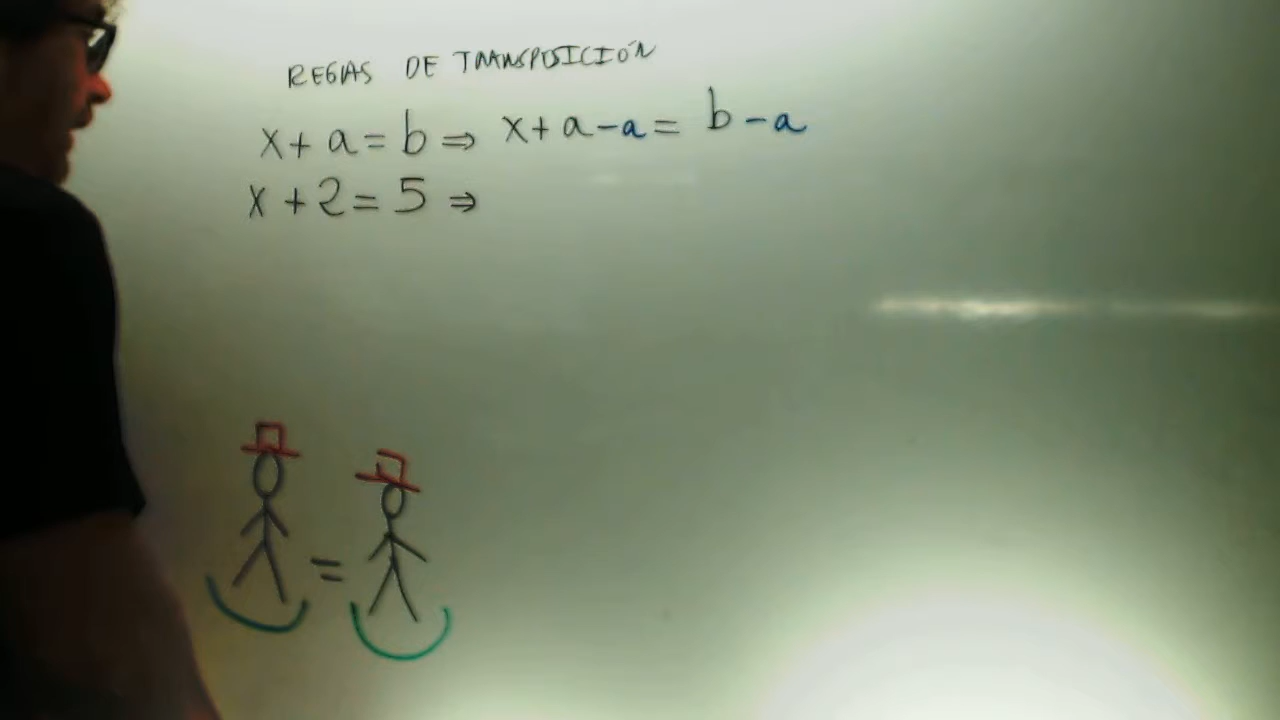 REGLAS DE TRANSPOSICIÓN
x + a = b ⇒ x + a - a = b - a
x + 2 = 5 ⇒
=